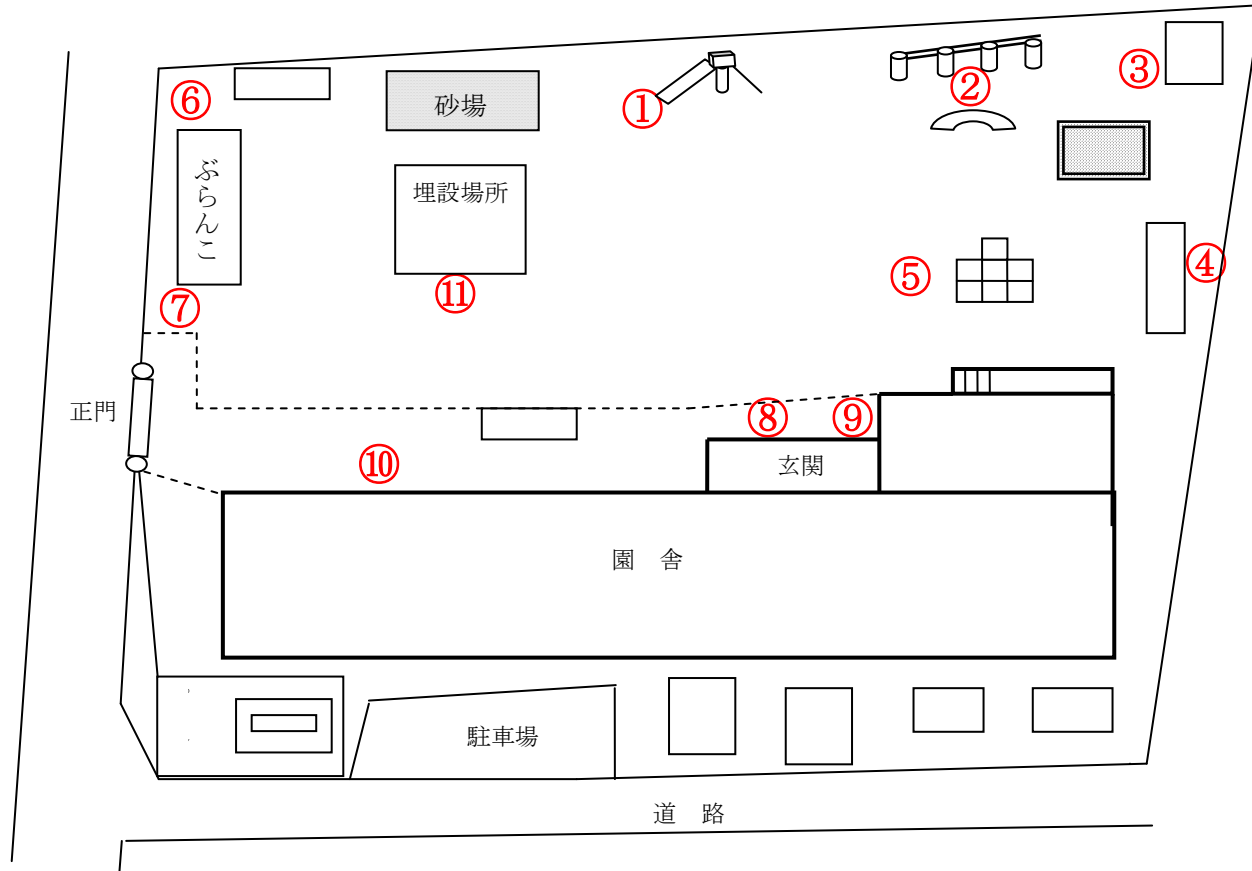 ①
②
③
⑥
砂場
ぶらんこ
埋設場所
⑤
④
⑦
⑪
正門
⑧
⑨
⑩
玄関
園 舎
駐車場
道 路